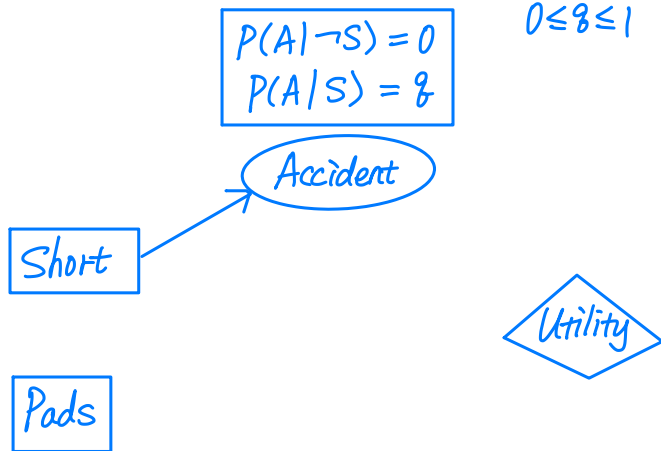 P(A|¬S) = 0
0≤q≤1
P(A|S) = q
Accident
Short
Utility
Pads